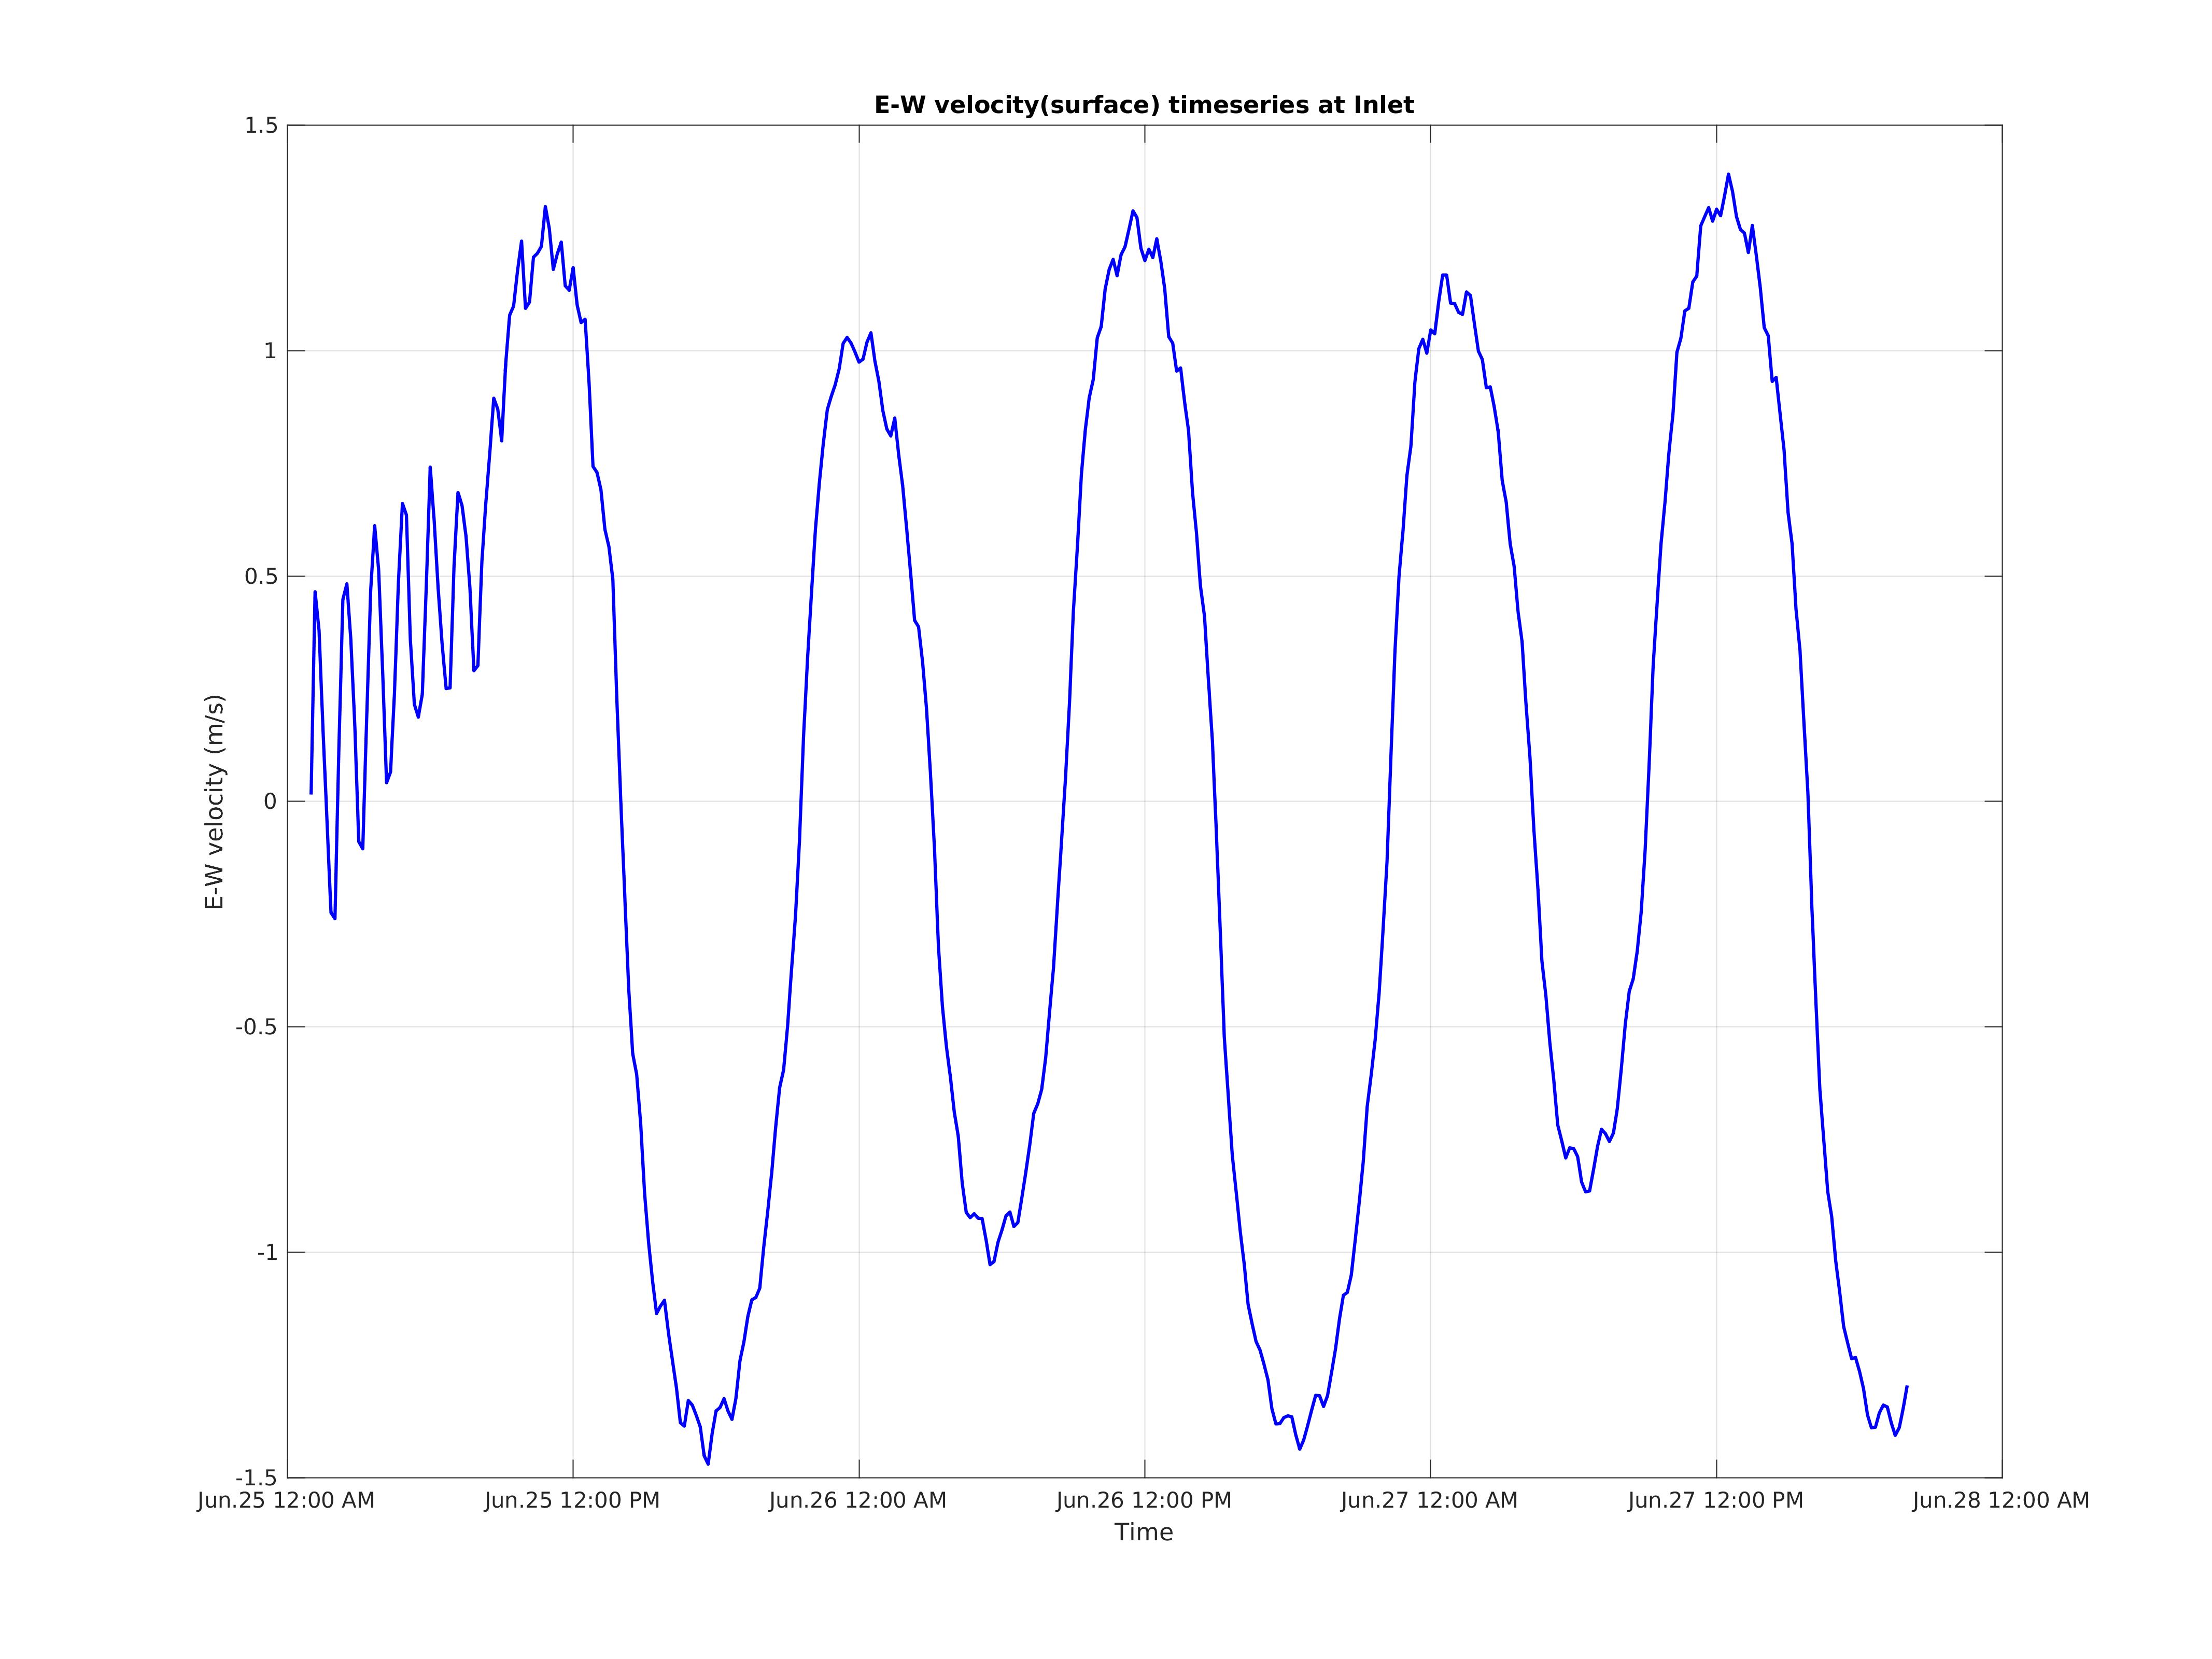 E-W velocity(surface) timeseries at Inlet
1.5
1
0.5
0
-0.5
-1
-1.5
E-W velocity (m/s)
Jun.25 12:00 AM
Jun.25 12:00 PM
Jun.26 12:00 AM
Jun.26 12:00 PM
Jun.27 12:00 AM
Jun.27 12:00 PM
Jun.28 12:00 AM
Time